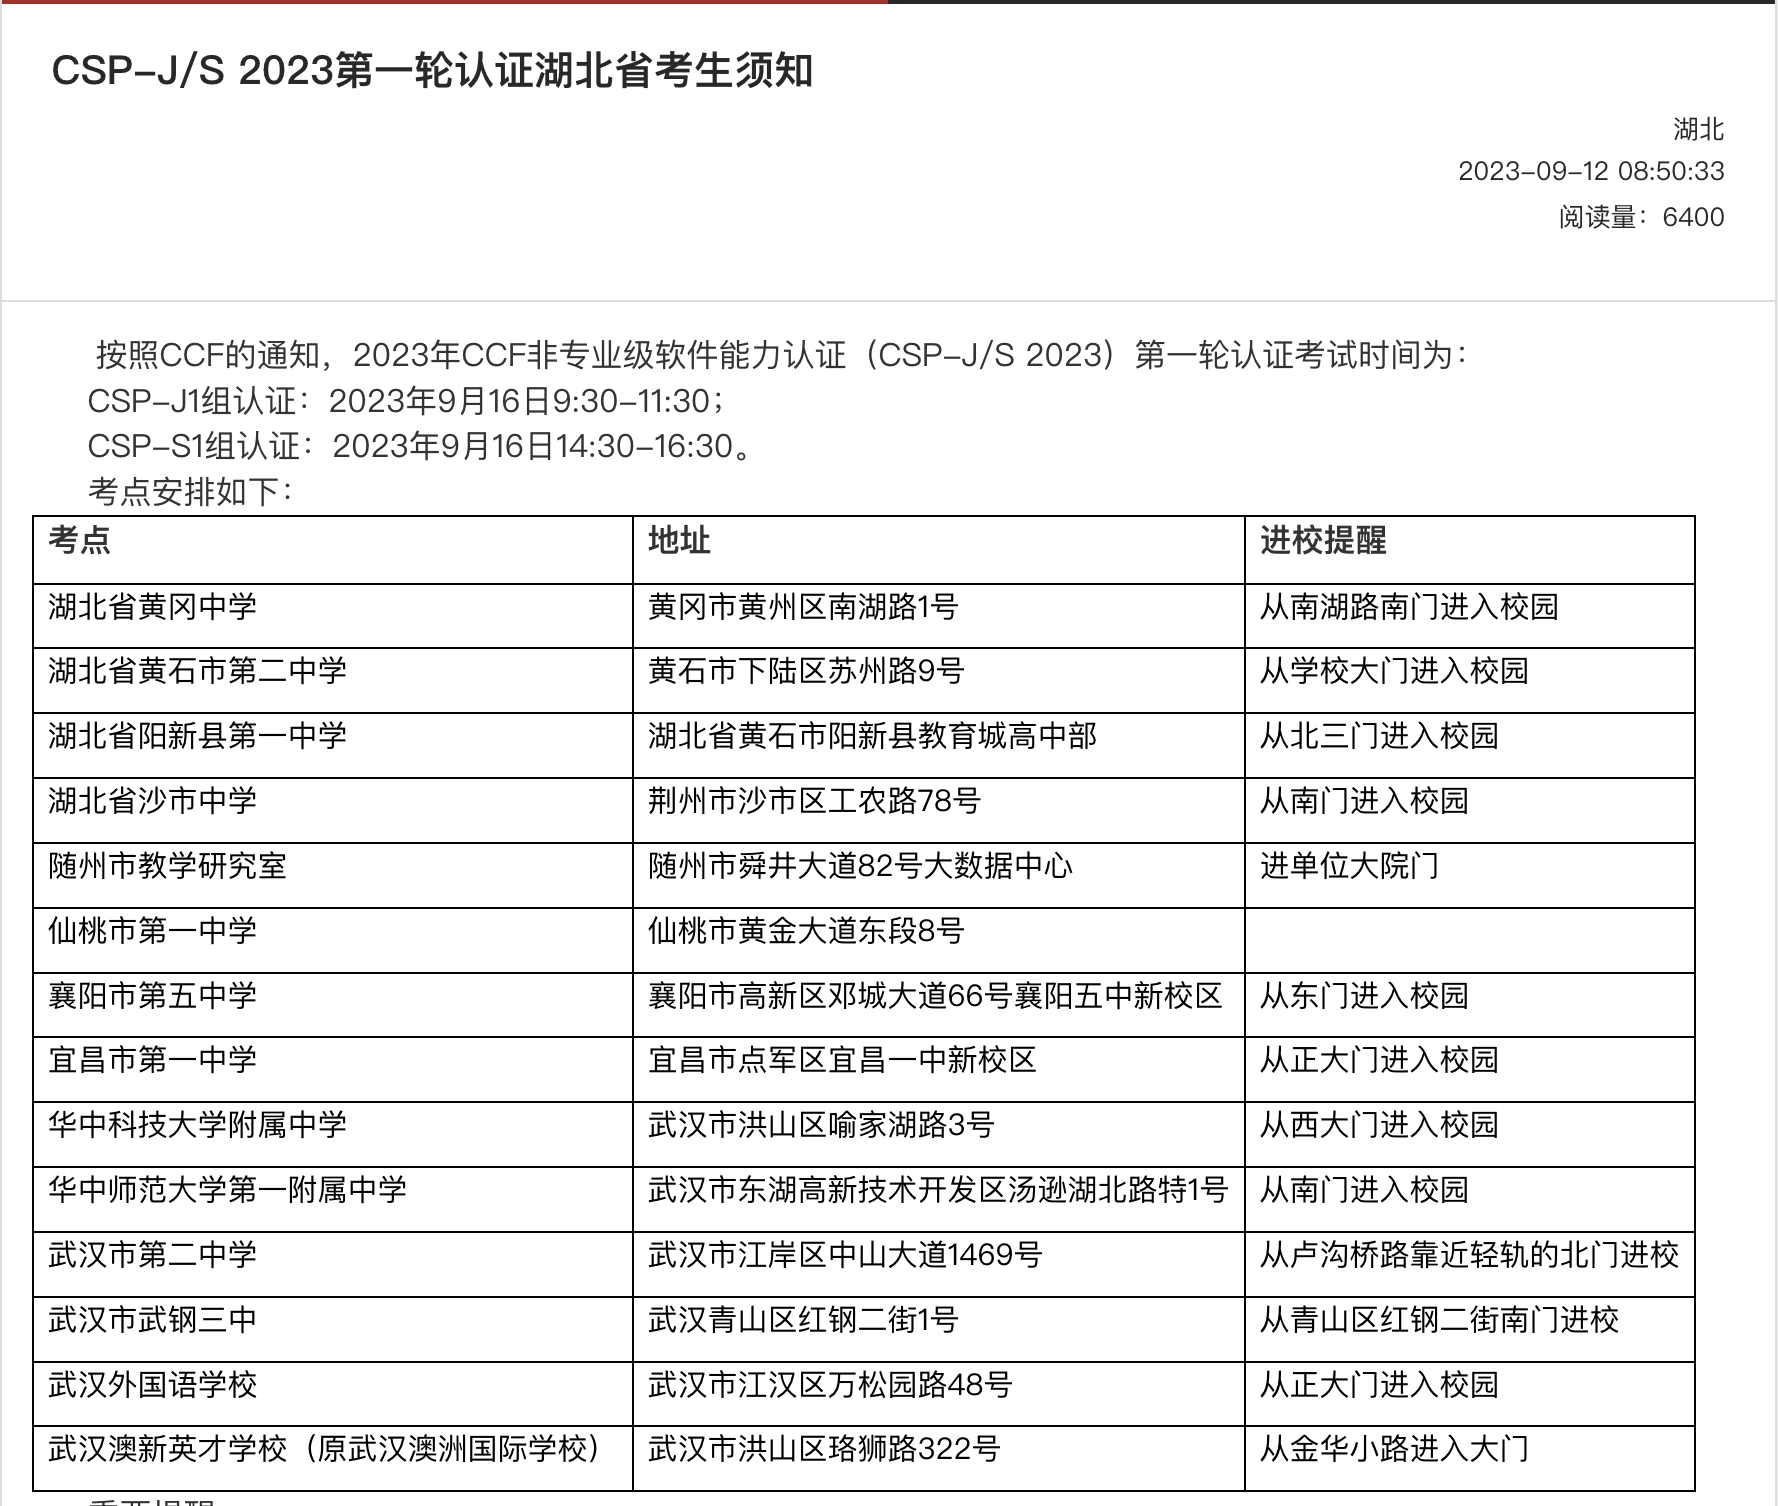 CSP-J/S 2023第一轮认证湖北省考生须知
湖北
2023-09-12 08:50:33
阅读量：6400
按照CCF的通知，2023年CCF非专业级软件能力认证（CSP-J/S 2023）第一轮认证考试时间为：
CSP-J1组认证：2023年9月16日9:30-11:30；
CSP-S1组认证：2023年9月16日14:30-16:30。
考点安排如下：
考点 地址 进校提醒
湖北省黄冈中学 黄冈市黄州区南湖路1号 从南湖路南门进入校园
湖北省黄石市第二中学 黄石市下陆区苏州路9号 从学校大门进入校园
湖北省阳新县第一中学 湖北省黄石市阳新县教育城高中部 从北三门进入校园
湖北省沙市中学 荆州市沙市区工农路78号 从南门进入校园
随州市教学研究室 随州市舜井大道82号大数据中心 进单位大院门
仙桃市第一中学 仙桃市黄金大道东段8号
襄阳市第五中学 襄阳市高新区邓城大道66号襄阳五中新校区 从东门进入校园
宜昌市第一中学 宜昌市点军区宜昌一中新校区 从正大门进入校园
华中科技大学附属中学 武汉市洪山区喻家湖路3号 从西大门进入校园
华中师范大学第一附属中学 武汉市东湖高新技术开发区汤逊湖北路特1号 从南门进入校园
武汉市第二中学 武汉市江岸区中山大道1469号 从卢沟桥路靠近轻轨的北门进校
武汉市武钢三中 武汉青山区红钢二街1号 从青山区红钢二街南门进校
武汉外国语学校 武汉市江汉区万松园路48号 从正大门进入校园
武汉澳新英才学校（原武汉澳洲国际学校） 武汉市洪山区珞狮路322号 从金华小路进入大门